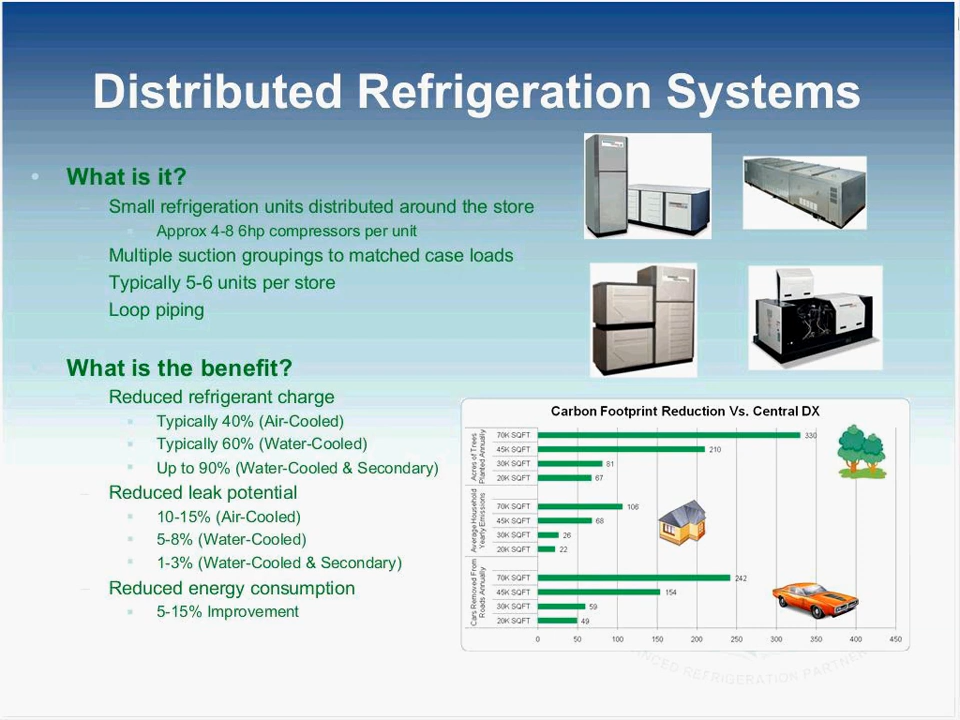 Distributed Refrigeration Systems
• What is it?
– Small refrigeration units distributed around the store
▪ Approx 4-8 6hp compressors per unit
– Multiple suction groupings to matched case loads
– Typically 5-6 units per store
– Loop piping
• What is the benefit?
– Reduced refrigerant charge
▪ Typically 40% (Air-Cooled)
▪ Typically 60% (Water-Cooled)
▪ Up to 90% (Water-Cooled & Secondary)
– Reduced leak potential
▪ 10-15% (Air-Cooled)
▪ 5-8% (Water-Cooled)
▪ 1-3% (Water-Cooled & Secondary)
– Reduced energy consumption
▪ 5-15% Improvement
Carbon Footprint Reduction Vs. Central DX
Acres of Trees
Planted Annually
70K SQFT 330
45K SQFT 210
30K SQFT 81
20K SQFT 67
Average Household
Yearly Emissions
70K SQFT 106
45K SQFT 68
30K SQFT 26
20K SQFT 22
Cars Removed From
Roads Annually
70K SQFT 242
45K SQFT 154
30K SQFT 59
20K SQFT 49
0 50 100 150 200 250 300 350 400 450
REFRIGERATION